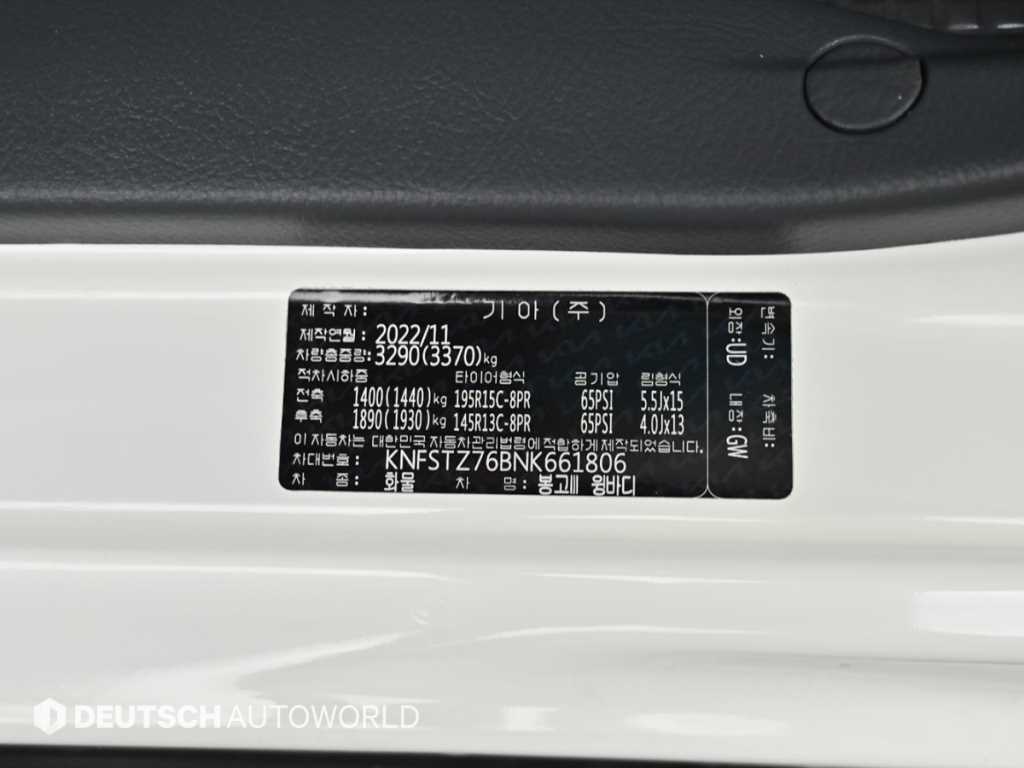 제 작 자 : 기 아 ( 주 )
제작연월 : 2022/11
차량총중량: 3290(3370)kg
적차시하중 타이어형식 공기압 림형식
전축 1400(1440)kg 195R15C-8PR 65PSI 5.5Jx15
후축 1890(1930)kg 145R13C-8PR 65PSI 4.0Jx13
이 자동차는 대한민국 자동차관리법령에 적합하게 제작되었습니다
차대번호 : KNFSTZ76BNK661806
차 종 : 화물 차 명 : 봉고Ⅲ 윙바디
변속기: 차축비:
외장:UD 내장:GW
DEUTSCH AUTOWORLD